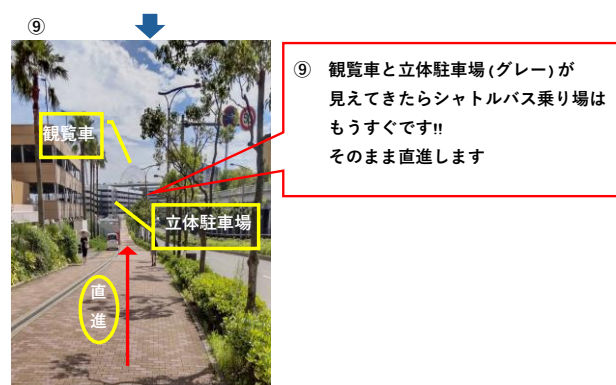 ⑨
⑨ 観覧車と立体駐車場(グレー)が
見えてきたらシャトルバス乗り場は
もうすぐです!!
そのまま直進します
観覧車
立体駐車場
直
進